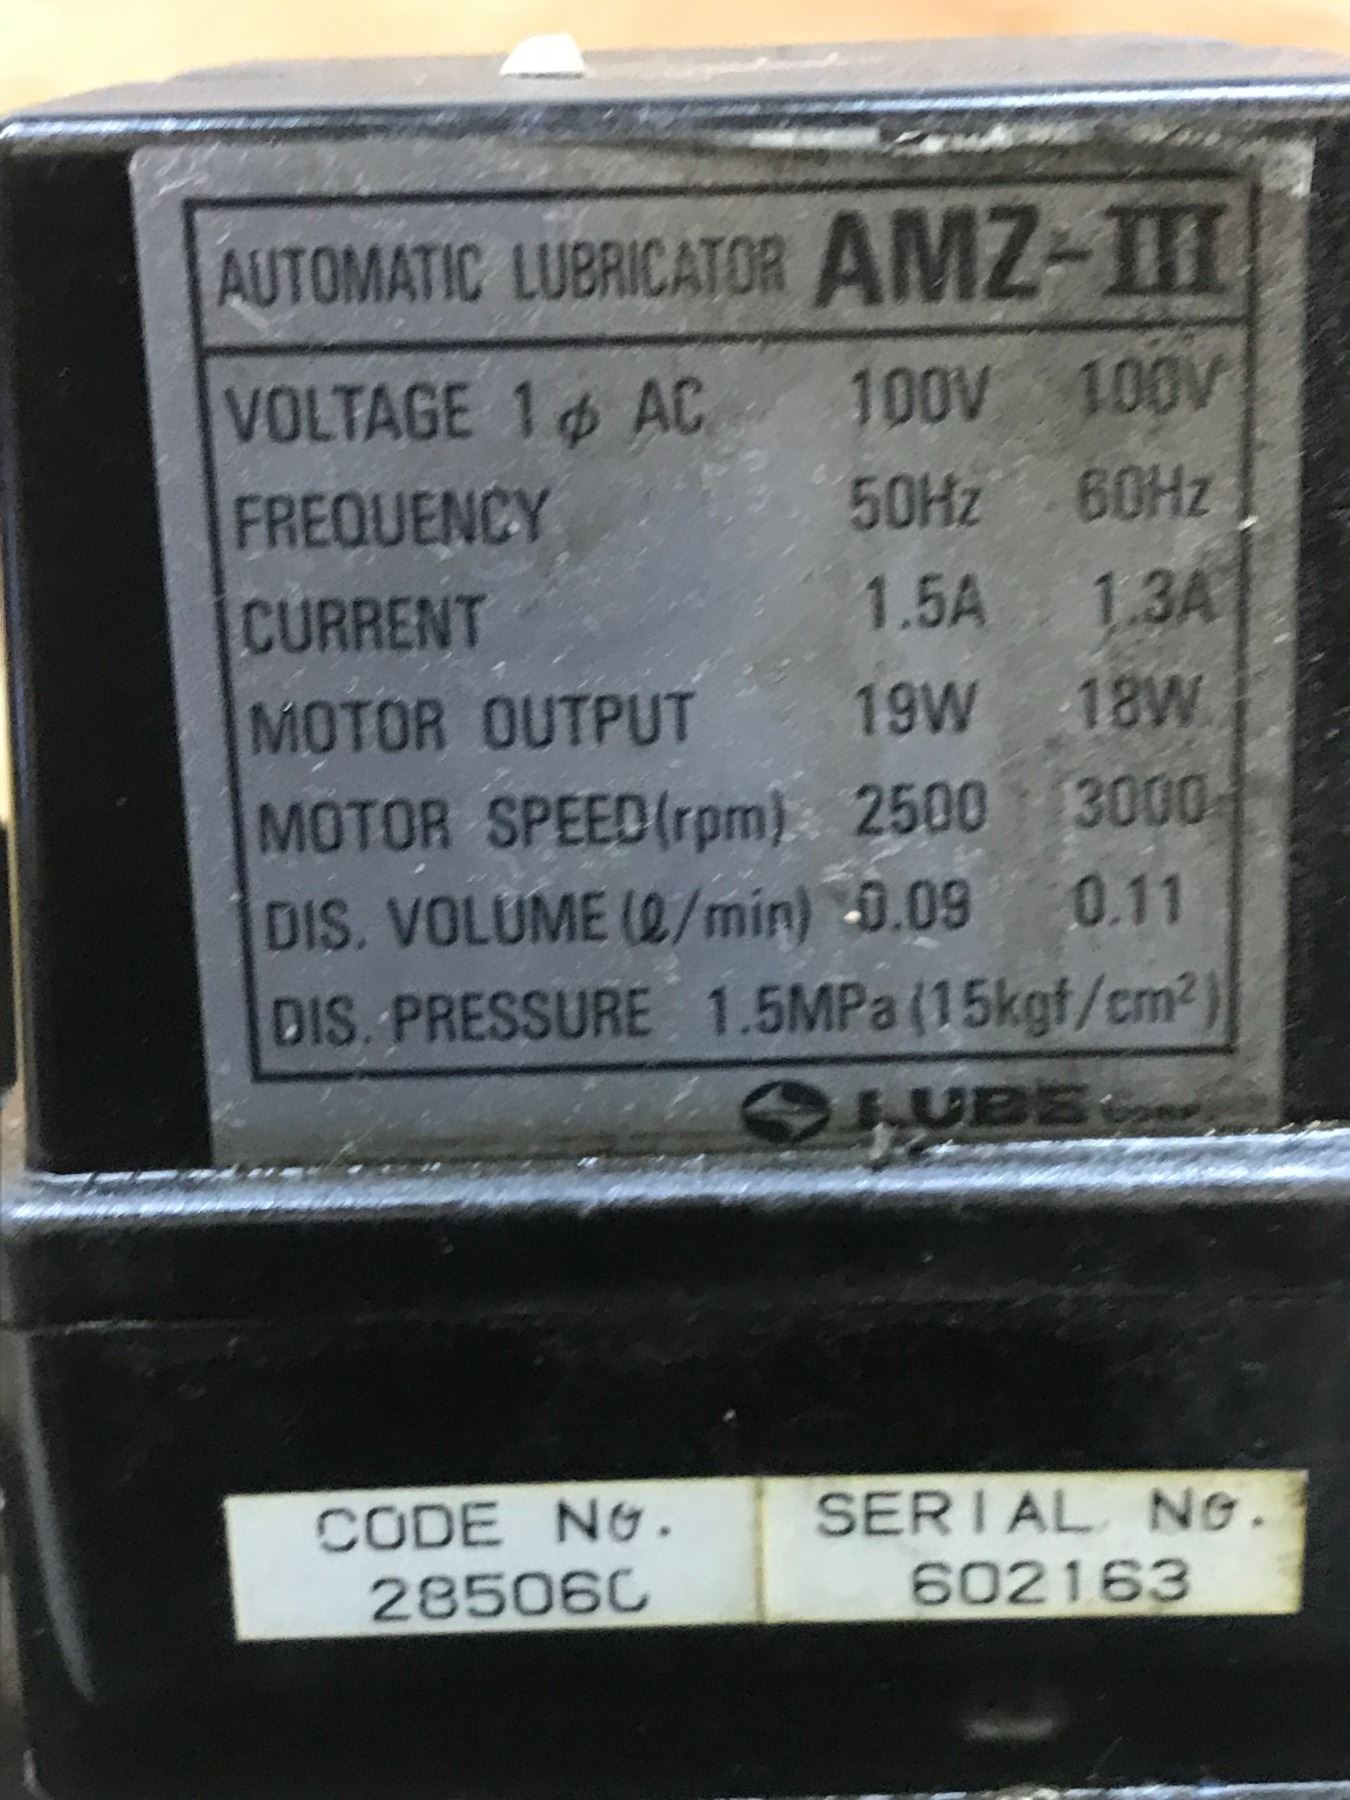 AUTOMATIC LUBRICATOR AMZ-III
VOLTAGE 1ϕ AC 100V 100V
FREQUENCY 50Hz 60Hz
CURRENT 1.5A 1.3A
MOTOR OUTPUT 19W 18W
MOTOR SPEED(rpm) 2500 3000
DIS. VOLUME(ℓ/min) 0.09 0.11
DIS. PRESSURE 1.5MPa(15kgf/cm²)
LUBE CORP.
CODE No. SERIAL No.
28506C 602163